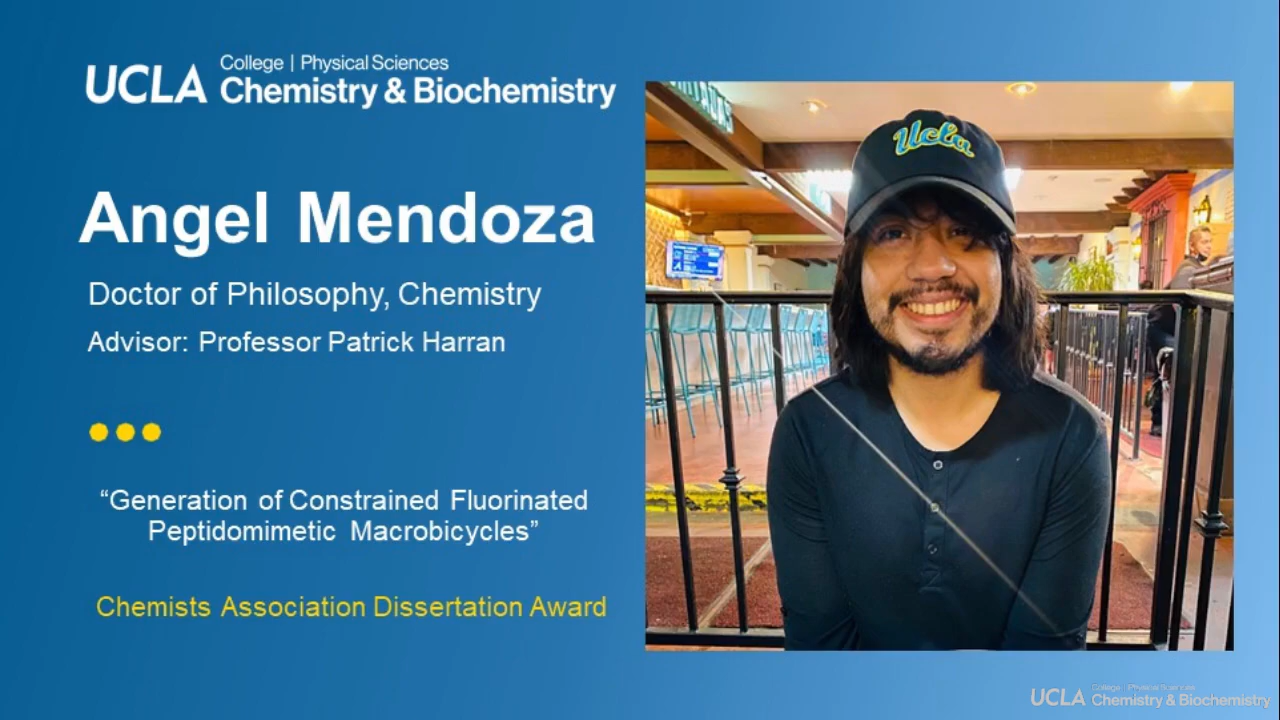 UCLA College | Physical Sciences
Chemistry & Biochemistry
Angel Mendoza
Doctor of Philosophy, Chemistry
Advisor: Professor Patrick Harran
“Generation of Constrained Fluorinated
Peptidomimetic Macrobicycles”
Chemists Association Dissertation Award
Ucla
UCLA College | Physical Sciences
Chemistry & Biochemistry